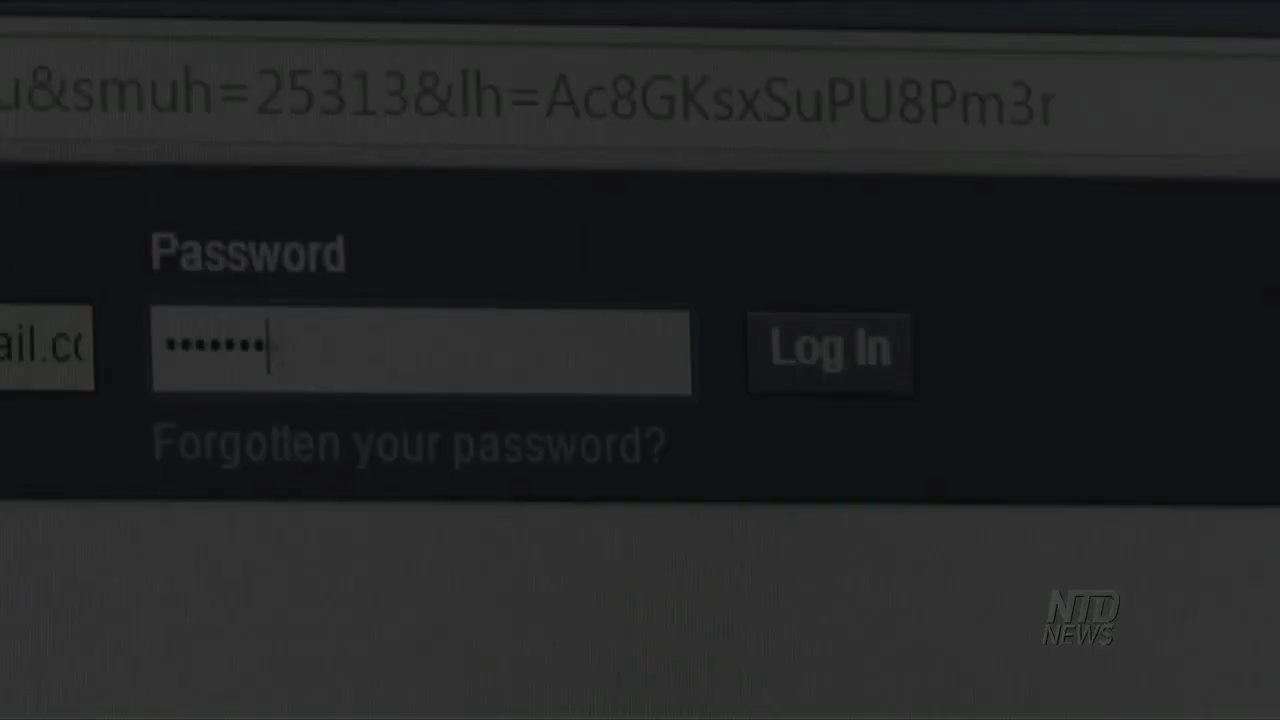 u&smuh=25313&lh=Ac8GKsxSuPU8Pm3r
Password
ail.co
•••••••
Log In
Forgotten your password?
NTD
NEWS